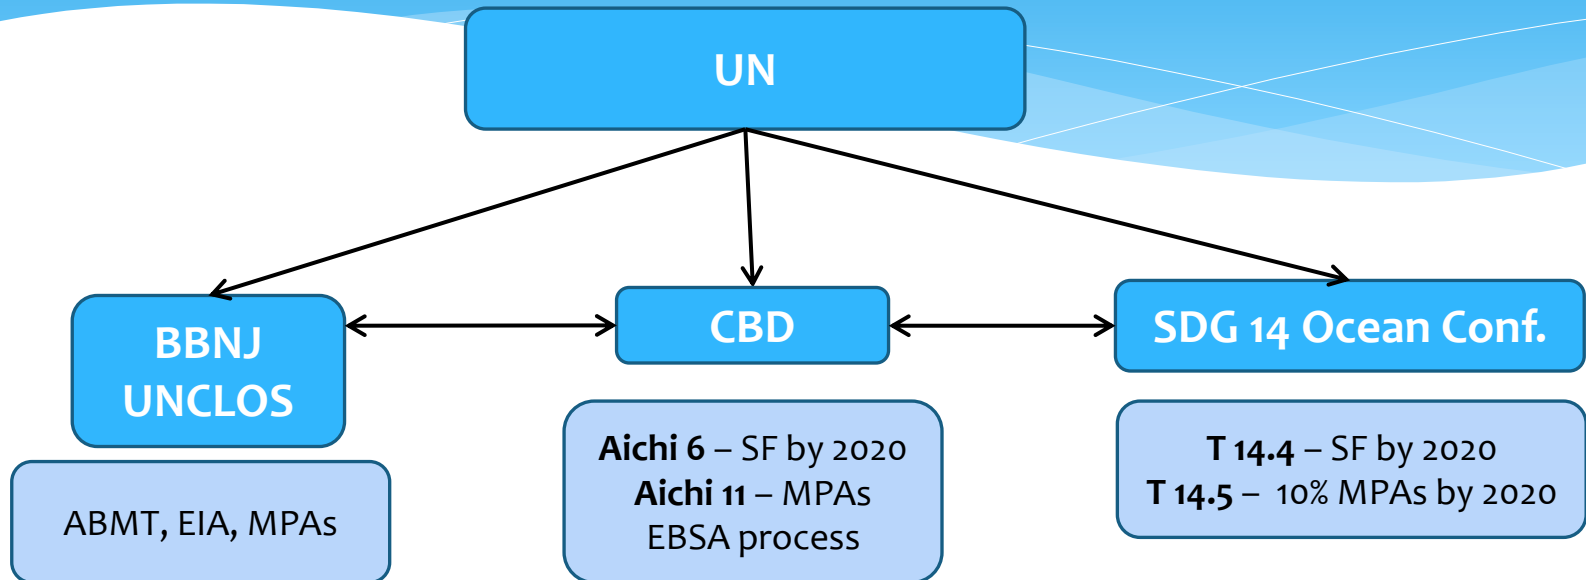 UN
BBNJ
UNCLOS
CBD
SDG 14 Ocean Conf.
ABMT, EIA, MPAs
Aichi 6 – SF by 2020
Aichi 11 – MPAs
EBSA process
T 14.4 – SF by 2020
T 14.5 – 10% MPAs by 2020